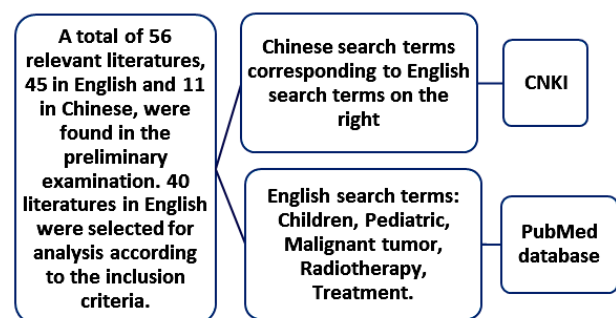 A total of 56
relevant literatures,
45 in English and 11
in Chinese, were
found in the
preliminary
examination. 40
literatures in English
were selected for
analysis according
to the inclusion
criteria.
Chinese search terms
corresponding to English
search terms on the
right
CNKI
English search terms:
Children, Pediatric,
Malignant tumor,
Radiotherapy,
Treatment.
PubMed
database